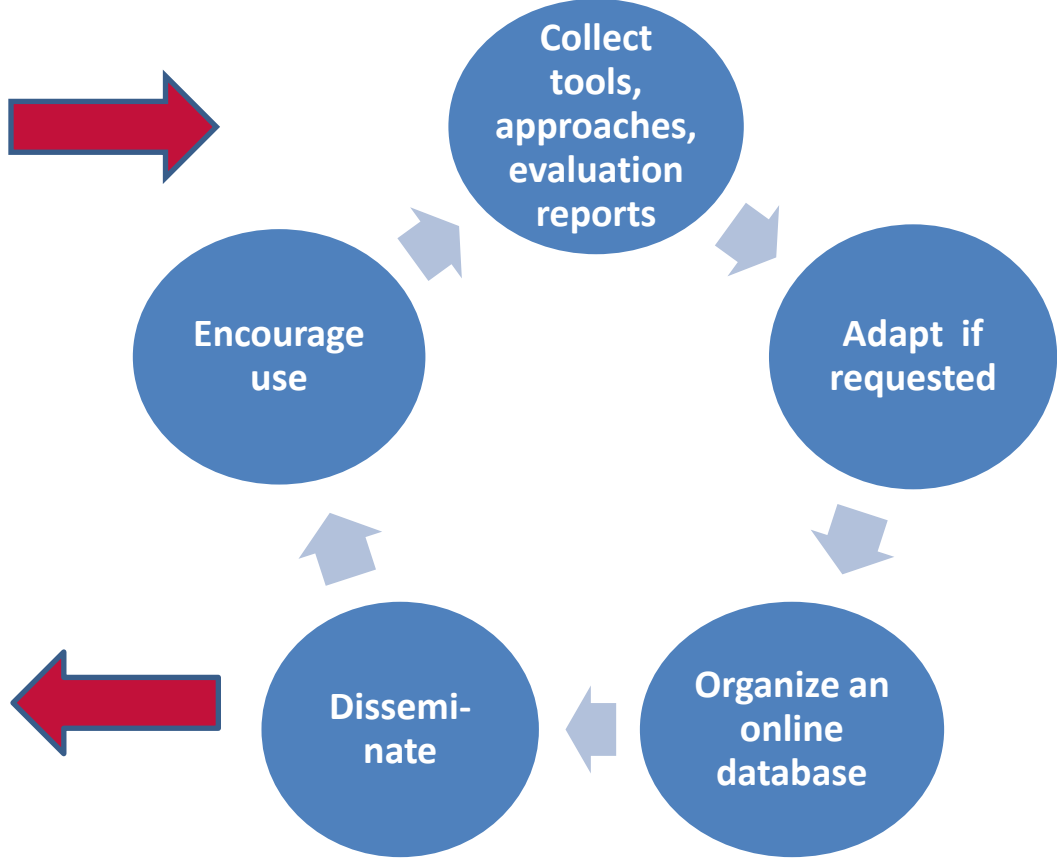 Collect
tools,
approaches,
evaluation
reports
Adapt  if
requested
Organize an
online
database
Dissemi-
nate
Encourage
use